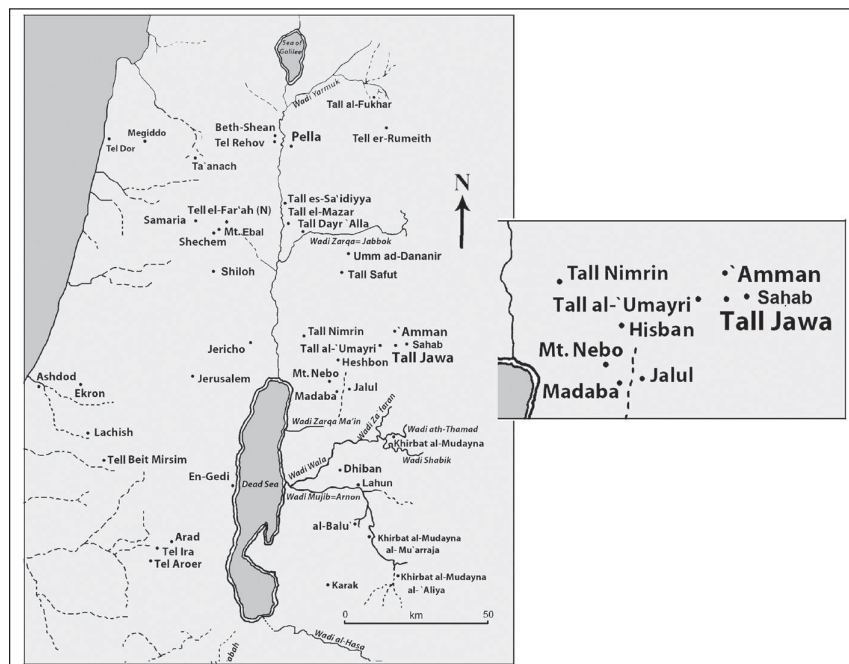 Sea of
Galilee
Wadi Yarmuk
Tall al-Fukhar
Beth-Shean
Megiddo
Tel Dor
Tel Rehov
Pella
Tell er-Rumeith
Ta`anach
N
Tall es-Sa`idiyya
Tell el-Far'ah (N)
Tall el-Mazar
Samaria
Tall Dayr `Alla
Mt. Ebal
Shechem
Wadi Zarqa= Jabbok
Umm ad-Dananir
Shiloh
Tall Safut
Tall Nimrin
`Amman
Jericho
Tall al-`Umayri
Sahab
Tall Jawa
Heshbon
Mt. Nebo
Jerusalem
Jalul
Madaba
Ashdod
Ekron
Wadi Zarqa Ma'in
Wadi Za`faran
Lachish
Wadi ath-Thamad
Khirbat al-Mudayna
Tell Beit Mirsim
Wadi Wala
Wadi Shabik
En-Gedi
Dead Sea
Dhiban
Lahun
Wadi Mujib=Arnon
al-Balu`
Arad
Tel Ira
Tel Aroer
Khirbat al-Mudayna
al- Mu`arraja
Karak
Khirbat al-Mudayna
al- `Aliya
0 50
km
Wadi al-Hasa
abah
Tall Nimrin
`Amman
Tall al-`Umayri
Saḥab
Tall Jawa
Hisban
Mt. Nebo
Jalul
Madaba